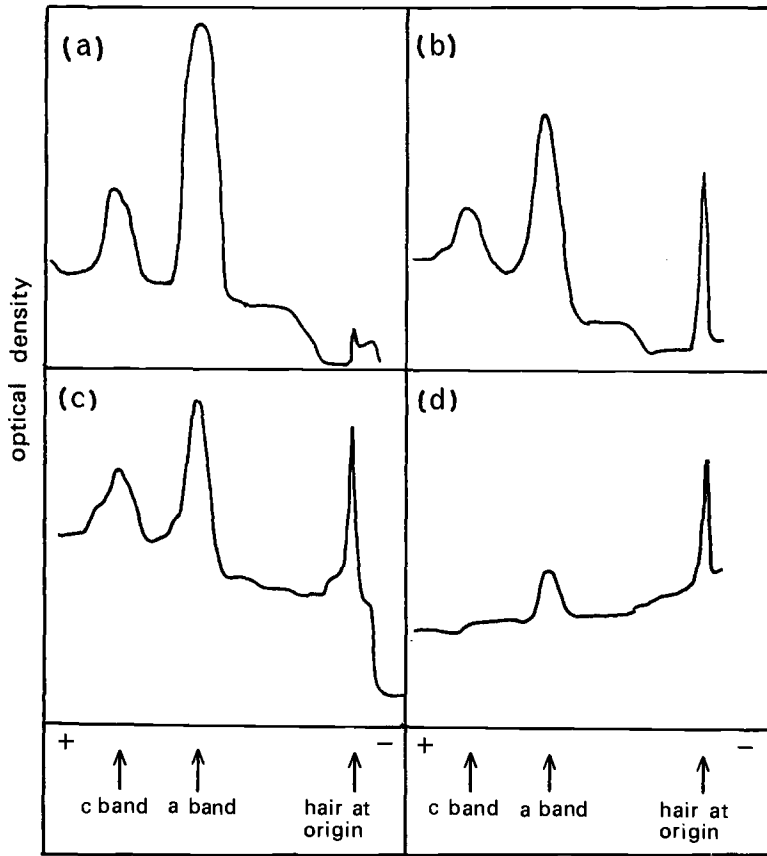 (a)
(b)
(c)
(d)
optical density
+
−
c band
a band
hair at
origin
+
−
c band
a band
hair at
origin